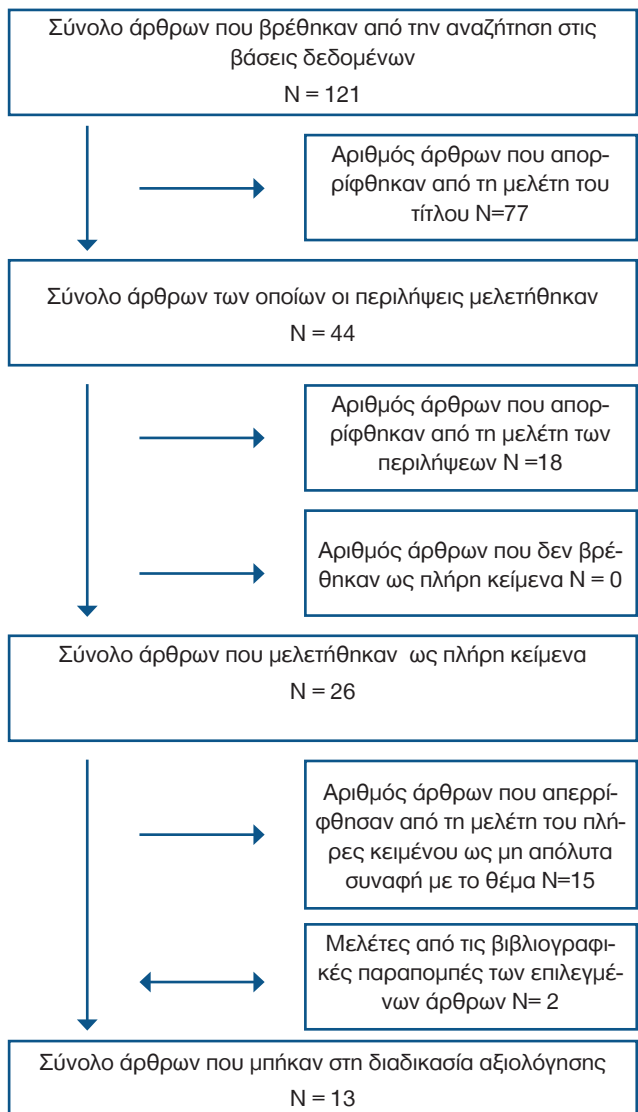 Σύνολο άρθρων που βρέθηκαν από την αναζήτηση στις
βάσεις δεδομένων
N = 121
Αριθμός άρθρων που απορ-
ρίφθηκαν από τη μελέτη του
τίτλου N=77
Σύνολο άρθρων των οποίων οι περιλήψεις μελετήθηκαν
N = 44
Αριθμός άρθρων που απορ-
ρίφθηκαν από τη μελέτη των
περιλήψεων N =18
Αριθμός άρθρων που δεν βρέ-
θηκαν ως πλήρη κείμενα N = 0
Σύνολο άρθρων που μελετήθηκαν ως πλήρη κείμενα
N = 26
Αριθμός άρθρων που απερρί-
φθησαν από τη μελέτη του πλή-
ρες κειμένου ως μη απόλυτα
συναφή με το θέμα N=15
Μελέτες από τις βιβλιογραφι-
κές παραπομπές των επιλεγμέ-
νων άρθρων N= 2
Σύνολο άρθρων που μπήκαν στη διαδικασία αξιολόγησης
N = 13